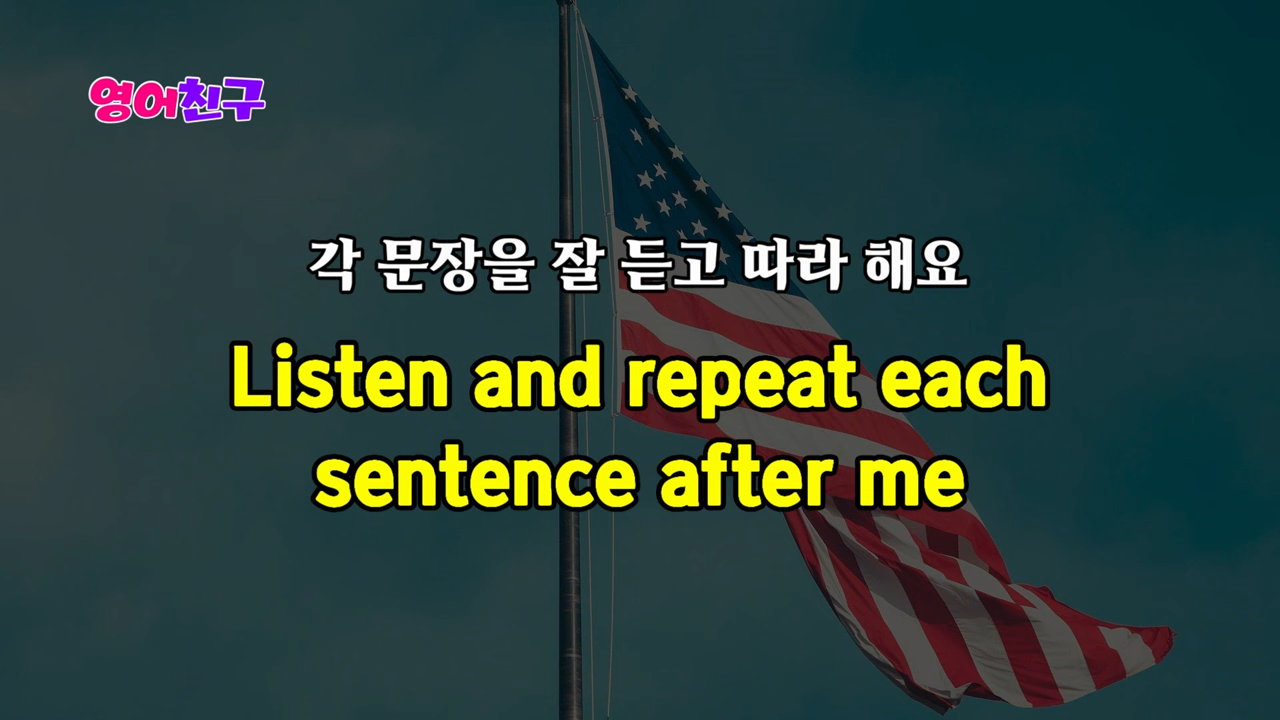 영어친구
각 문장을 잘 듣고 따라 해요
Listen and repeat each
sentence after me